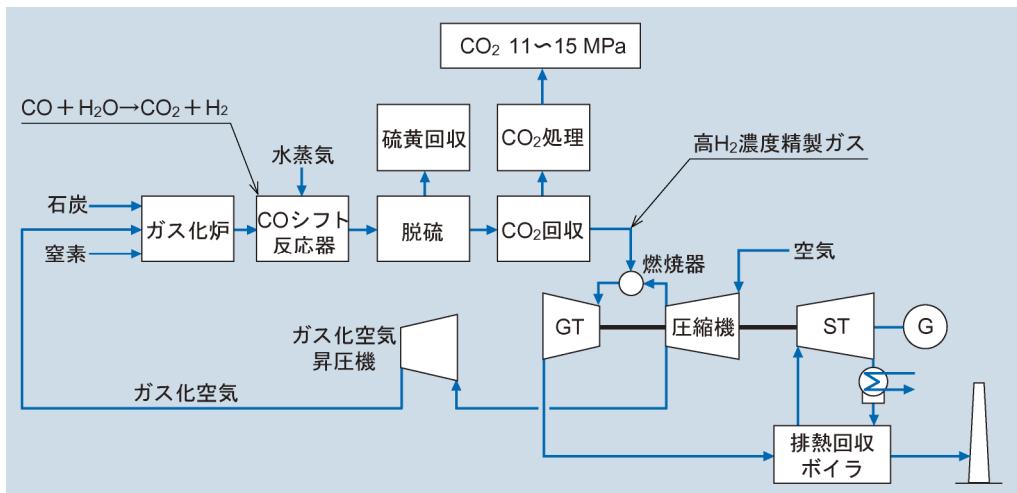 CO₂ 11〜15 MPa
CO＋H₂O→CO₂＋H₂
硫黄回収
CO₂処理
高H₂濃度精製ガス
水蒸気
石炭
ガス化炉
COシフト
反応器
脱硫
CO₂回収
窒素
燃焼器
空気
GT
圧縮機
ST
G
ガス化空気
昇圧機
ガス化空気
排熱回収
ボイラ